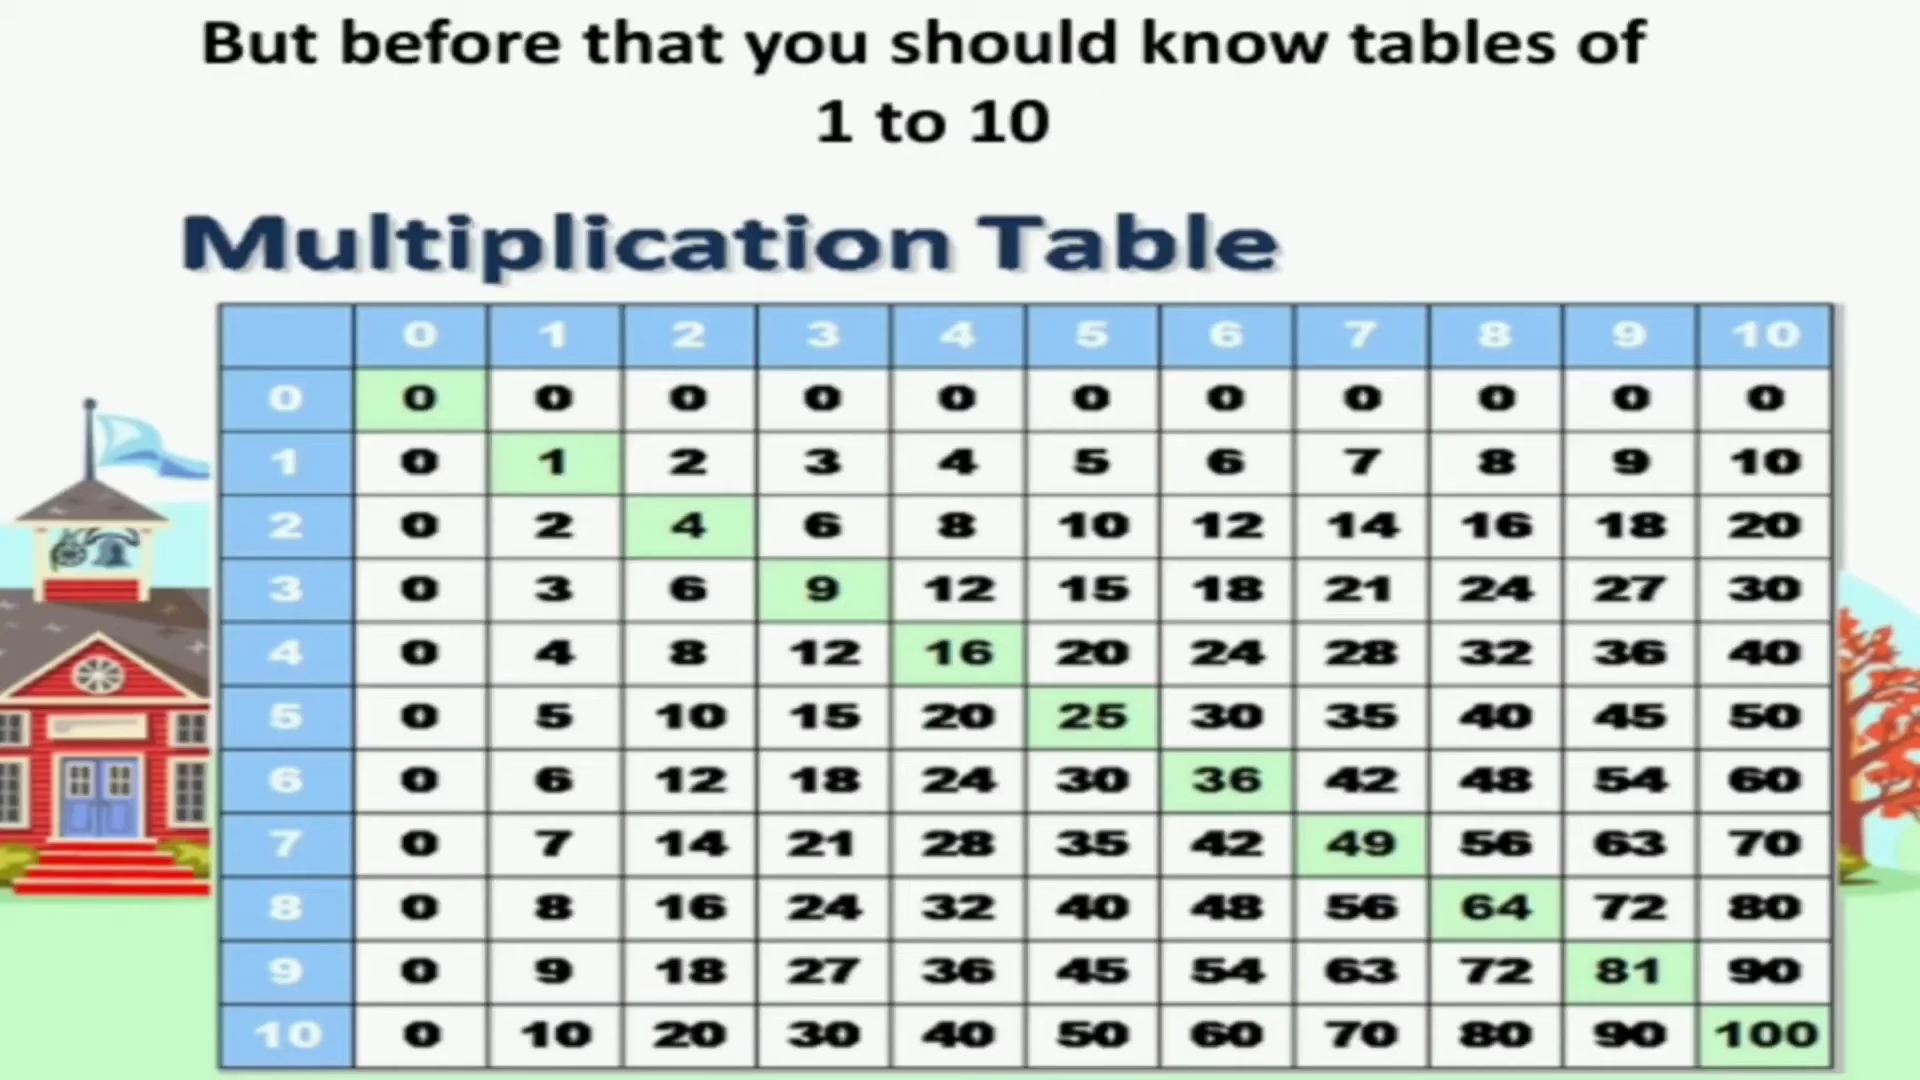 But before that you should know tables of
1 to 10
Multiplication Table
0 1 2 3 4 5 6 7 8 9 10
0 0 0 0 0 0 0 0 0 0 0 0
1 0 1 2 3 4 5 6 7 8 9 10
2 0 2 4 6 8 10 12 14 16 18 20
3 0 3 6 9 12 15 18 21 24 27 30
4 0 4 8 12 16 20 24 28 32 36 40
5 0 5 10 15 20 25 30 35 40 45 50
6 0 6 12 18 24 30 36 42 48 54 60
7 0 7 14 21 28 35 42 49 56 63 70
8 0 8 16 24 32 40 48 56 64 72 80
9 0 9 18 27 36 45 54 63 72 81 90
10 0 10 20 30 40 50 60 70 80 90 100